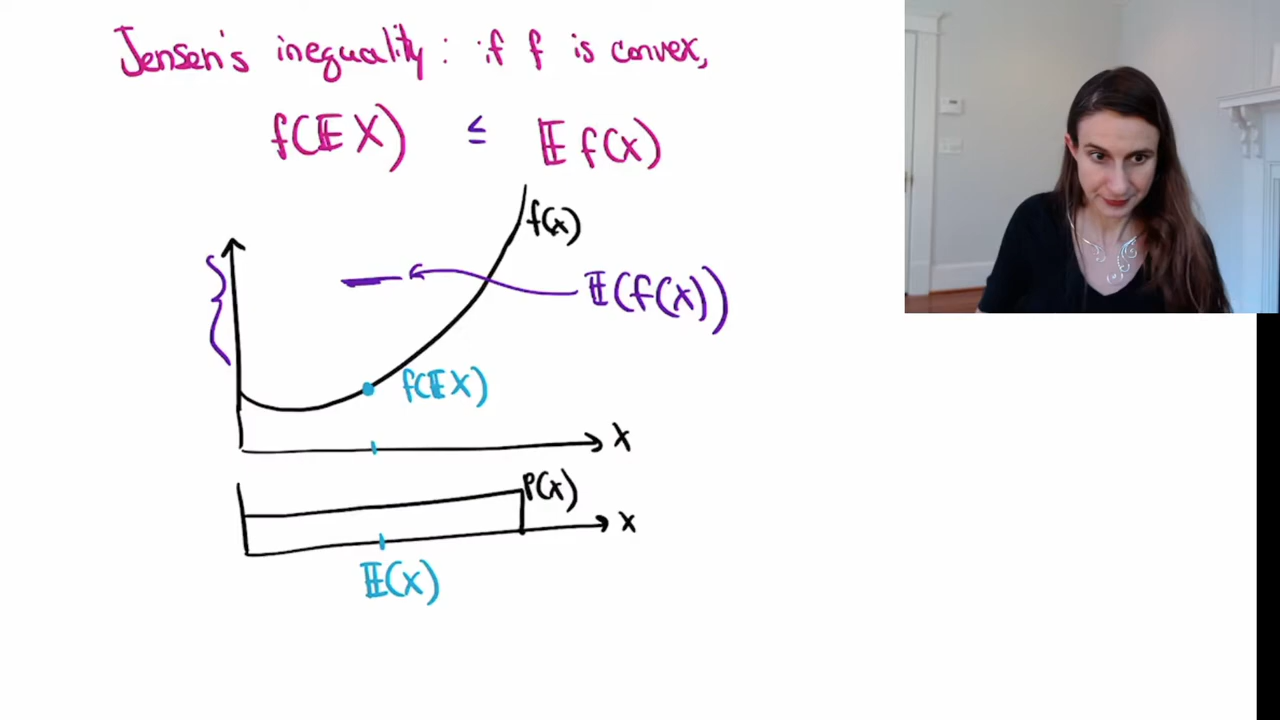 Jensen's inequality: if f is convex,
f(𝔼X) ≤ 𝔼f(x)
f(x)
𝔼(f(x))
f(𝔼X)
x
P(x)
x
𝔼(x)